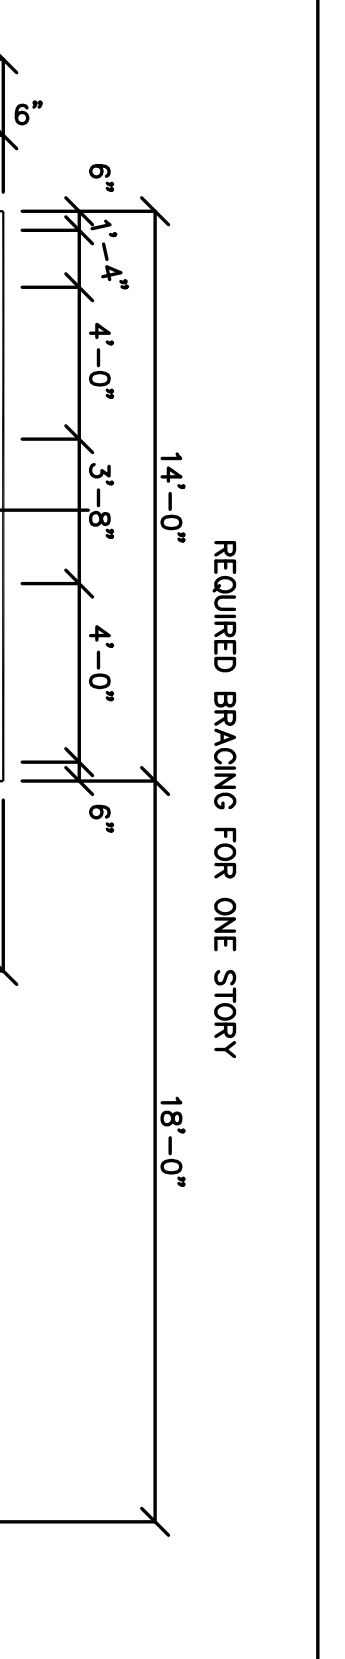 REQUIRED BRACING FOR ONE STORY
14'-0" 18'-0"
6" 1'-4" 4'-0" 3'-8" 4'-0" 6"
6"